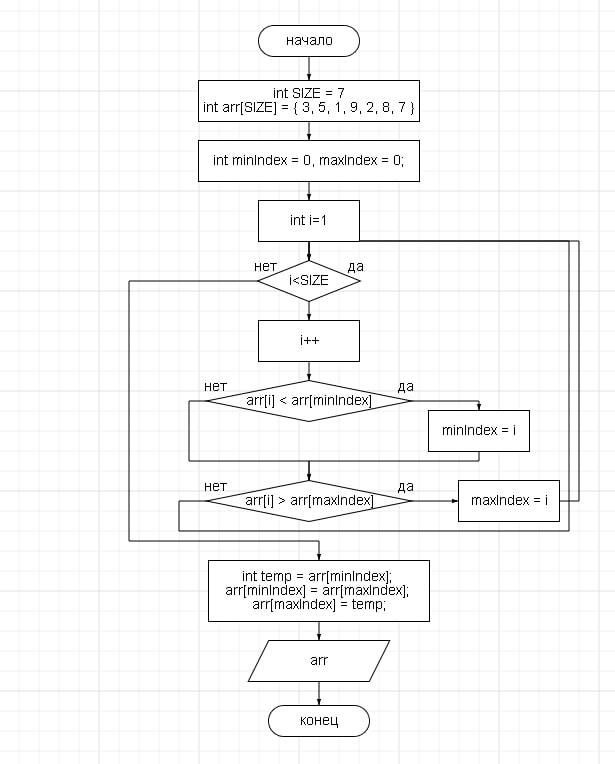 начало
int SIZE = 7
int arr[SIZE] = { 3, 5, 1, 9, 2, 8, 7 }
int minIndex = 0, maxIndex = 0;
int i=1
нет
да
i<SIZE
i++
нет
да
arr[i] < arr[minIndex]
minIndex = i
нет
да
arr[i] > arr[maxIndex]
maxIndex = i
int temp = arr[minIndex];
arr[minIndex] = arr[maxIndex];
arr[maxIndex] = temp;
arr
конец